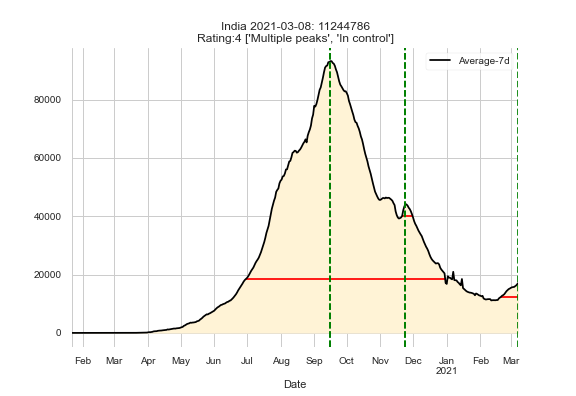 India 2021-03-08: 11244786
Rating:4 ['Multiple peaks', 'In control']
Average-7d
80000
60000
40000
20000
0
Feb Mar Apr May Jun Jul Aug Sep Oct Nov Dec Jan Feb Mar
2021
Date